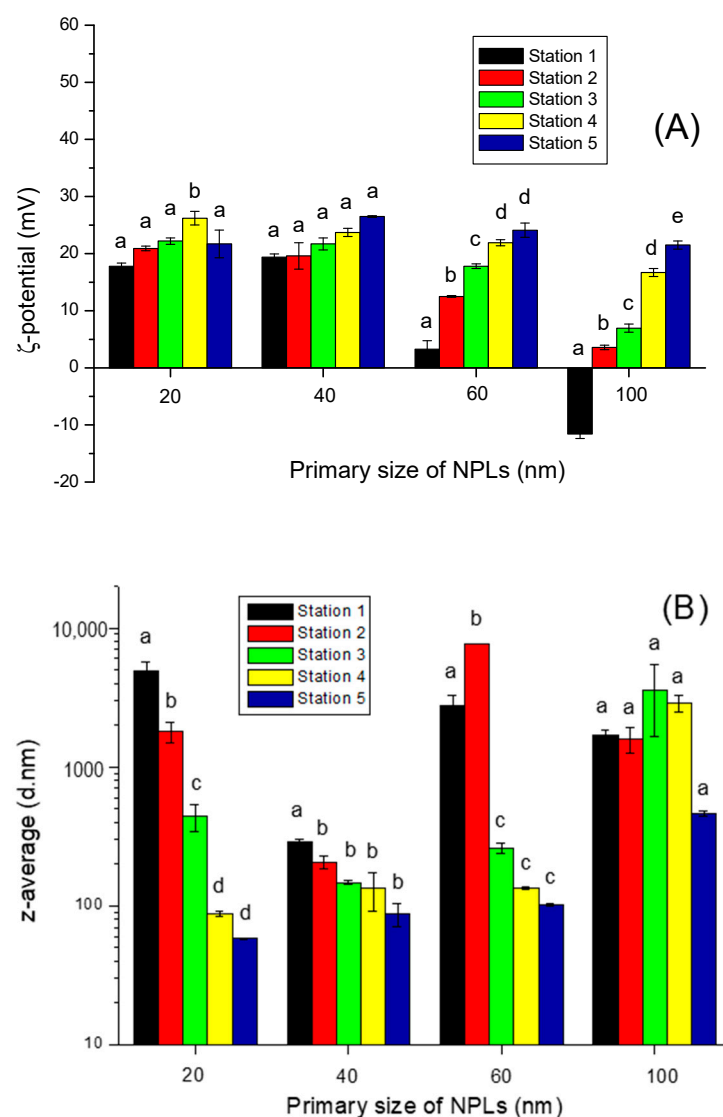 60
50
40
30
20
10
0
-10
-20
ζ-potential (mV)
Station 1
Station 2
Station 3
Station 4
Station 5
(A)
a a a b a
a a a a a
a b c d d
a b c d e
20 40 60 100
Primary size of NPLs (nm)
10,000
1000
100
10
z-average (d.nm)
Station 1
Station 2
Station 3
Station 4
Station 5
(B)
a b c d d
a b b b b
a b c c c
a a a a a
20 40 60 100
Primary size of NPLs (nm)